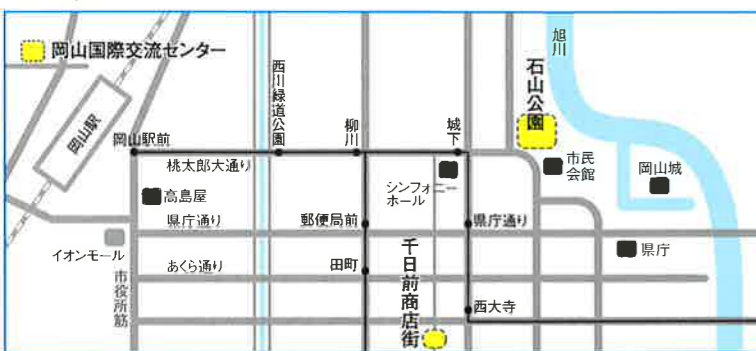 岡山国際交流センター
岡山駅
岡山駅前
西川緑道公園
柳川
城下
石山公園
旭川
桃太郎大通り
髙島屋
シンフォニー
ホール
市民
会館
岡山城
県庁通り
郵便局前
県庁通り
県庁
イオンモール
あくら通り
田町
千日前商店街
市役所筋
西大寺